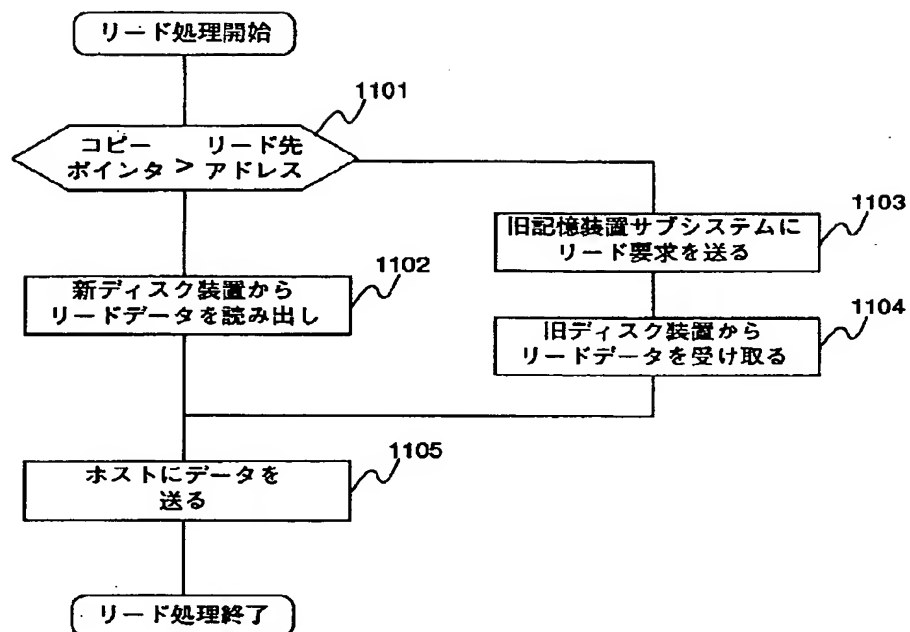 リード処理開始
1101
コピー
ポインタ > リード先
アドレス
1102
新ディスク装置から
リードデータを読み出し
1103
旧記憶装置サブシステムに
リード要求を送る
1104
旧ディスク装置から
リードデータを受け取る
1105
ホストにデータを
送る
リード処理終了